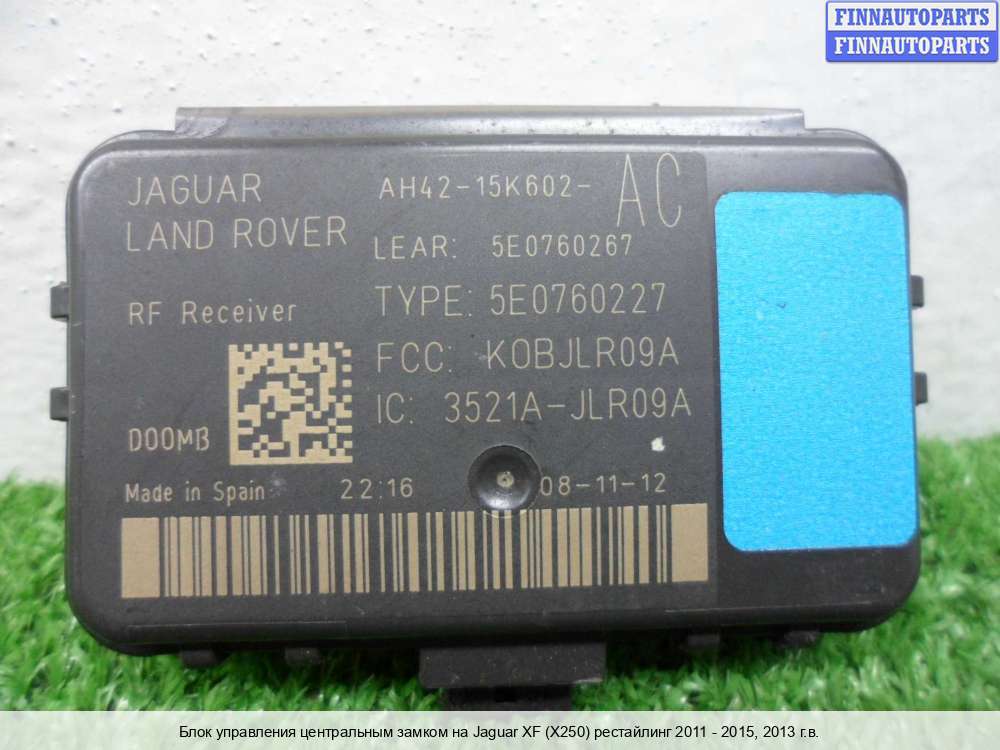 FINNAUTOPARTS
FINNAUTOPARTS
JAGUAR
LAND ROVER
AH42-15K602- AC
LEAR: 5E0760267
RF Receiver
TYPE: 5E0760227
FCC: KOBJLR09A
IC: 3521A-JLR09A
D00MB
Made in Spain 22:16 08-11-12
Блок управления центральным замком на Jaguar XF (X250) рестайлинг 2011 - 2015, 2013 г.в.